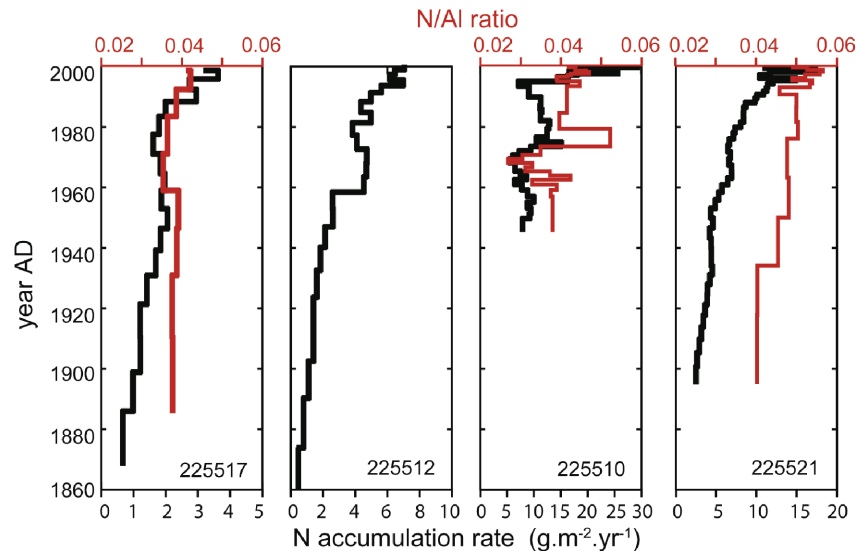 N/Al ratio
0.02 0.04 0.06 0.02 0.04 0.06 0.02 0.04 0.06
year AD
2000
1980
1960
1940
1920
1900
1880
1860
225517 225512 225510 225521
0 1 2 3 4 5 0 2 4 6 8 10 0 5 10 15 20 25 30 0 5 10 15 20
N accumulation rate (g.m⁻².yr⁻¹)